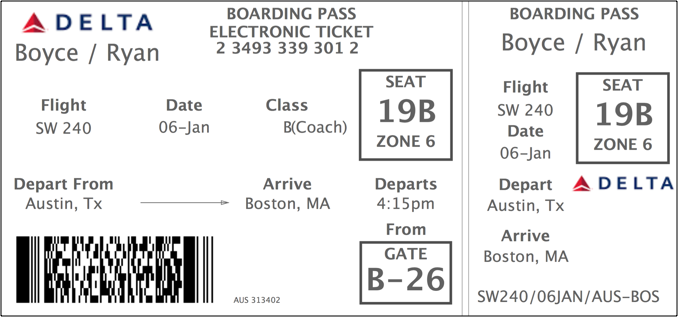 DELTA
Boyce / Ryan
BOARDING PASS
ELECTRONIC TICKET
2 3493 339 301 2
Flight
SW 240
Date
06-Jan
Class
B(Coach)
SEAT
19B
ZONE 6
Depart From
Austin, Tx
Arrive
Boston, MA
Departs
4:15pm
From
GATE
B-26
AUS 313402
BOARDING PASS
Boyce / Ryan
Flight
SW 240
Date
06-Jan
SEAT
19B
ZONE 6
Depart
DELTA
Austin, Tx
Arrive
Boston, MA
SW240/06JAN/AUS-BOS